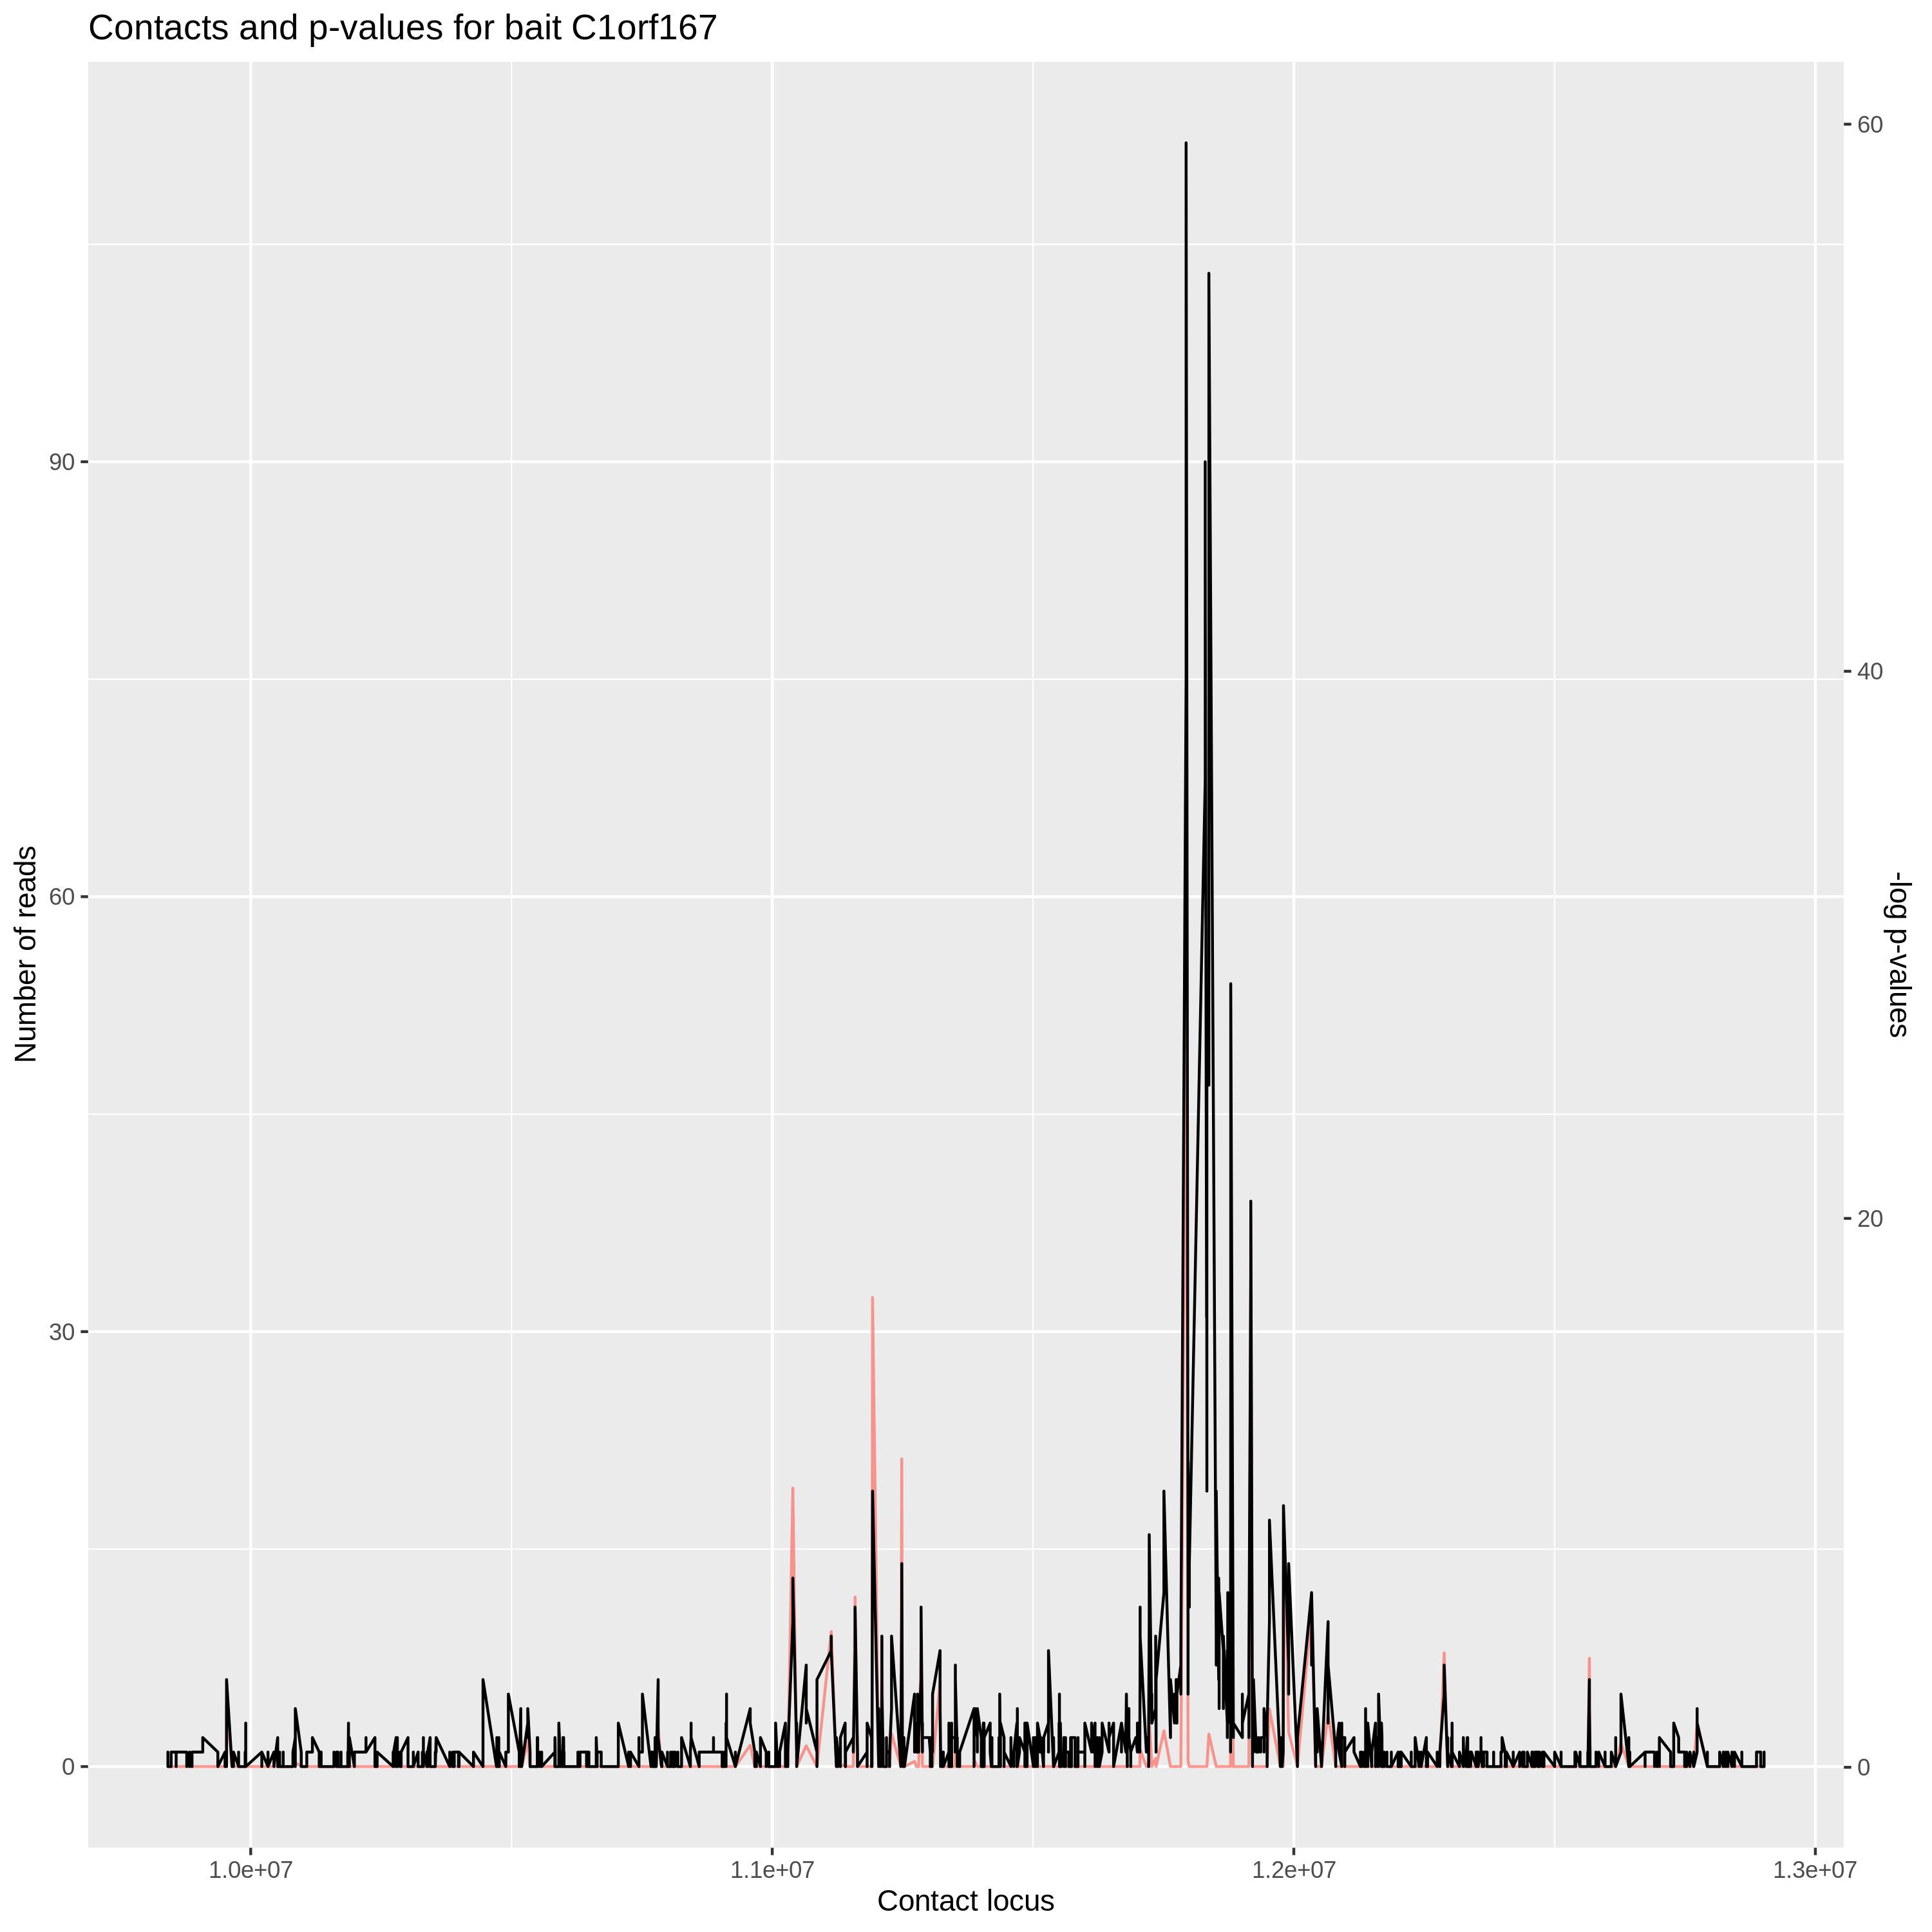 Contacts and p-values for bait C1orf167
60
90
40
60
Number of reads
-log p-values
20
30
0
0
1.0e+07
1.1e+07
1.2e+07
1.3e+07
Contact locus